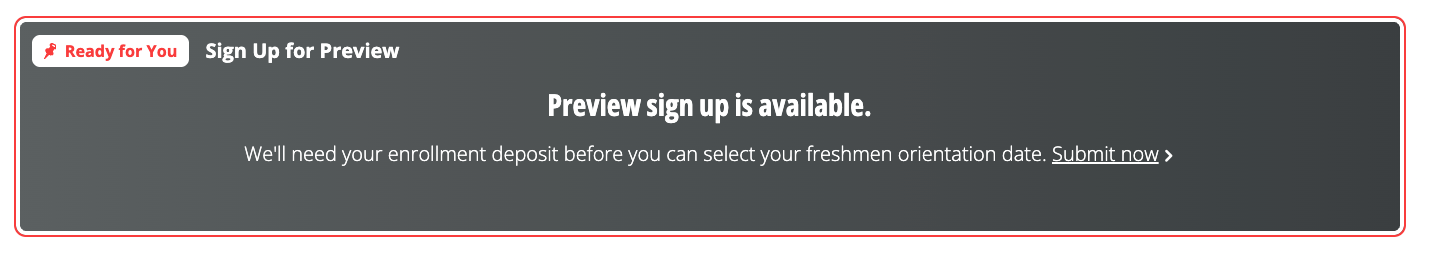 Ready for You Sign Up for Preview
Preview sign up is available.
We'll need your enrollment deposit before you can select your freshmen orientation date. Submit now